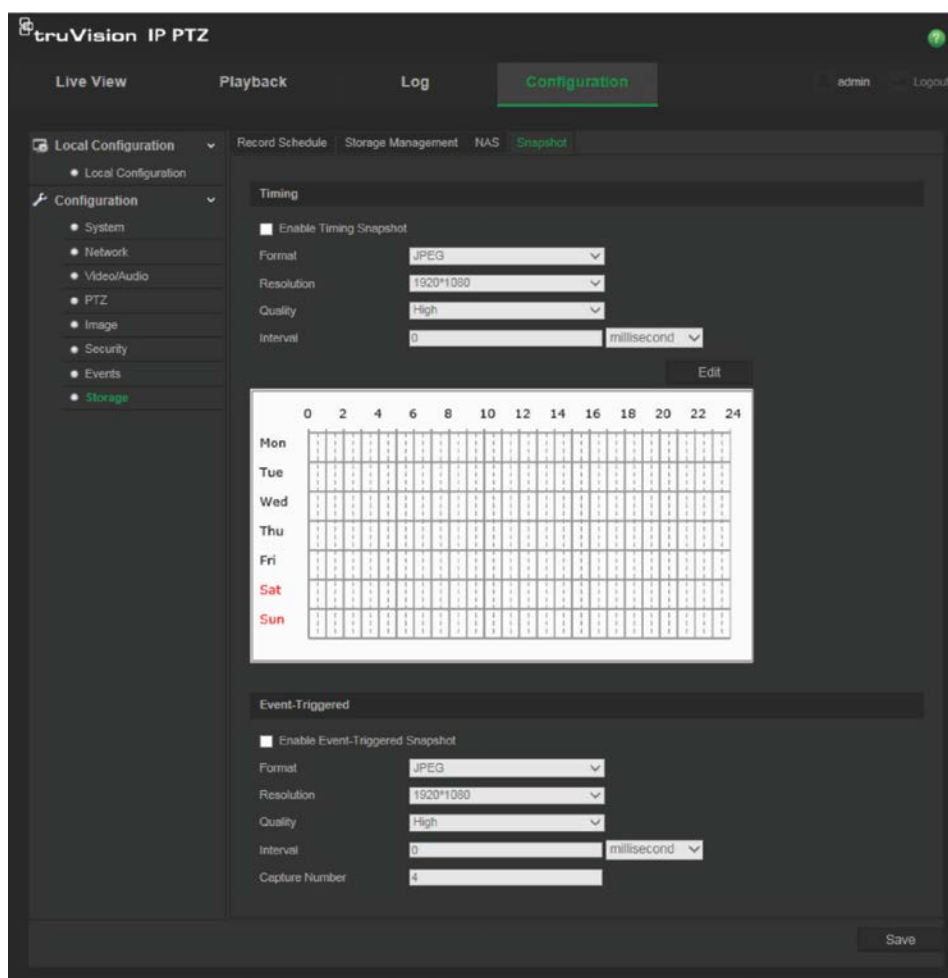 truVision IP PTZ
?
Live View Playback Log Configuration admin Logout
Local Configuration
Local Configuration
Configuration
System
Network
Video/Audio
PTZ
Image
Security
Events
Storage
Record Schedule Storage Management NAS Snapshot
Timing
Enable Timing Snapshot
Format JPEG
Resolution 1920*1080
Quality High
Interval 0 millisecond
Edit
0 2 4 6 8 10 12 14 16 18 20 22 24
Mon
Tue
Wed
Thu
Fri
Sat
Sun
Event-Triggered
Enable Event-Triggered Snapshot
Format JPEG
Resolution 1920*1080
Quality High
Interval 0 millisecond
Capture Number 4
Save